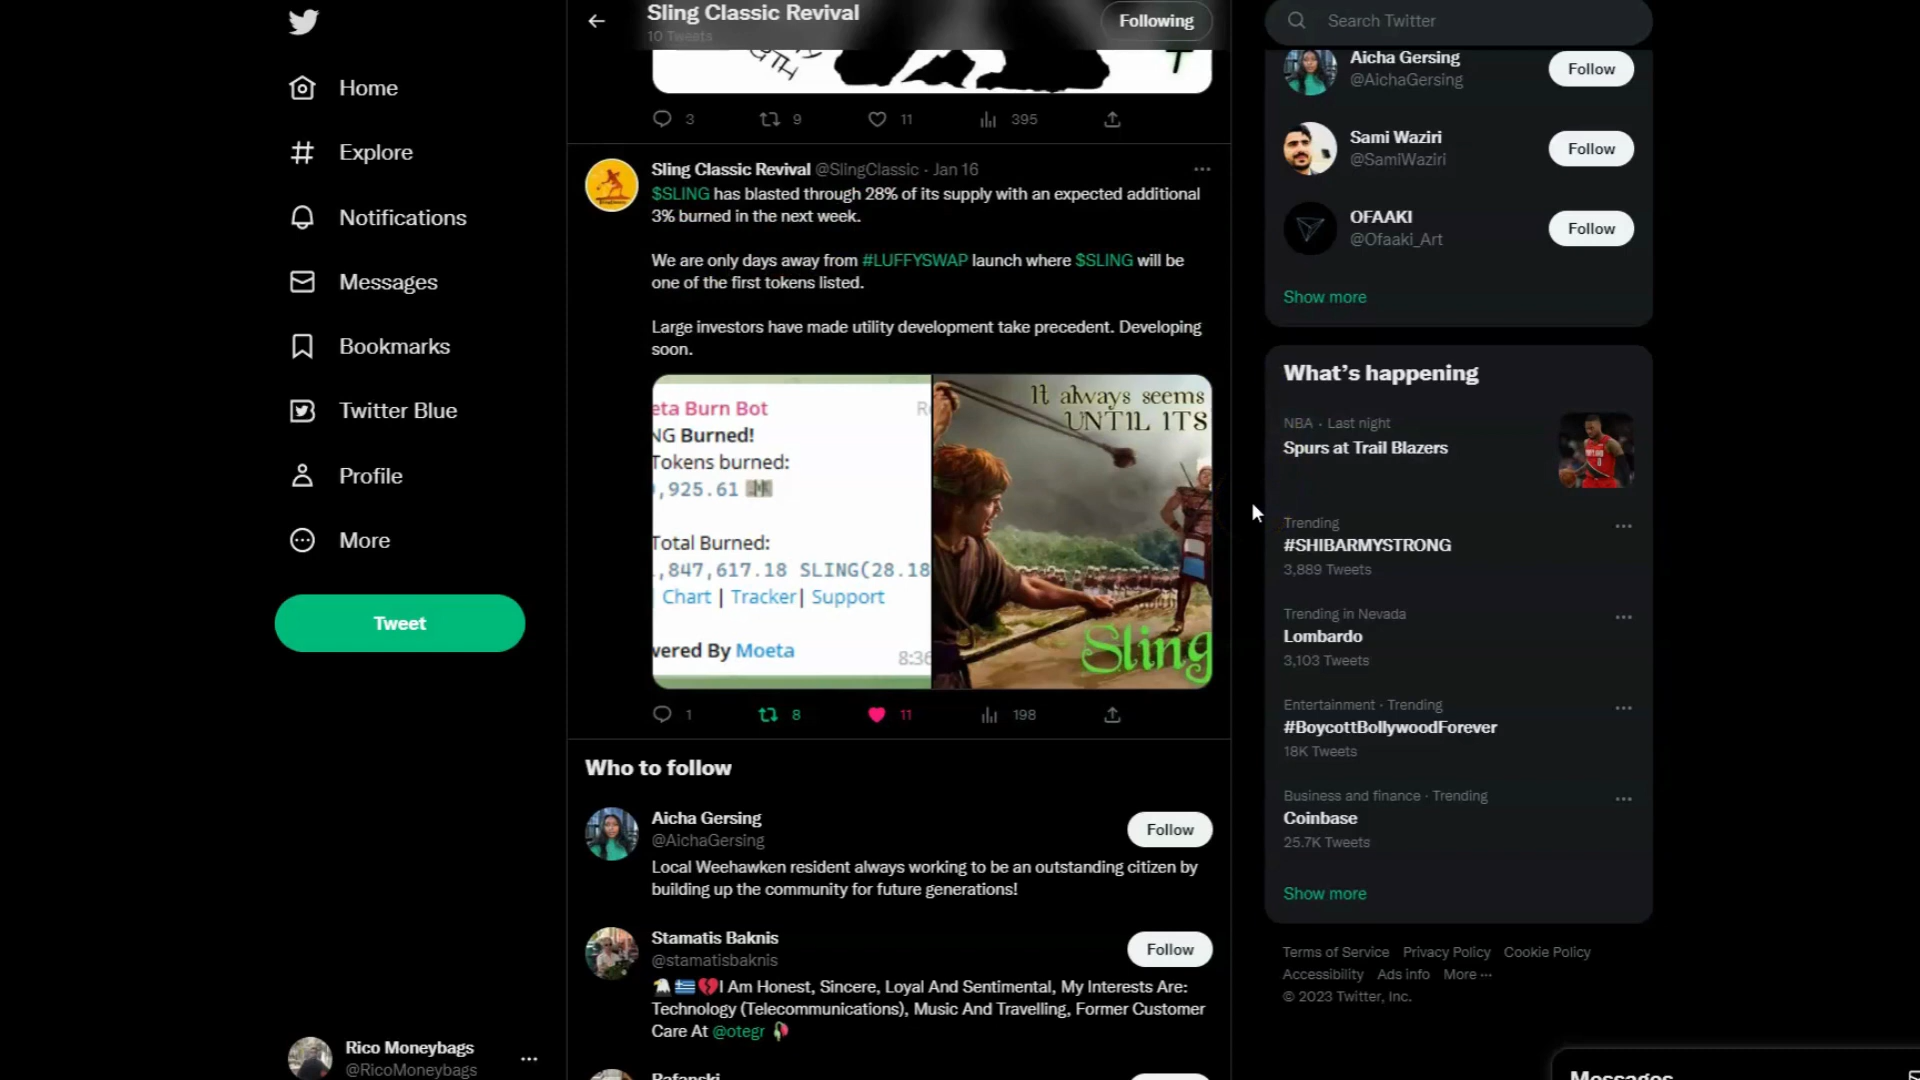 Sling Classic Revival
10 Tweets
Following
Home
Explore
Notifications
Messages
Bookmarks
Twitter Blue
Profile
More
Tweet
Rico Moneybags
@RicoMoneybags
GTH
T
3 9 11 395
Sling Classic Revival @SlingClassic · Jan 16
$SLING has blasted through 28% of its supply with an expected additional
3% burned in the next week.
We are only days away from #LUFFYSWAP launch where $SLING will be
one of the first tokens listed.
Large investors have made utility development take precedent. Developing
soon.
eta Burn Bot
NG Burned!
Tokens burned:
,925.61
Total Burned:
,847,617.18 SLING(28.18
| Chart | Tracker| Support
wered By Moeta
8:36
It always seems
UNTIL ITS
Sling
1 8 11 198
Who to follow
Aicha Gersing
@AichaGersing
Follow
Local Weehawken resident always working to be an outstanding citizen by
building up the community for future generations!
Stamatis Baknis
@stamatisbaknis
Follow
I Am Honest, Sincere, Loyal And Sentimental, My Interests Are:
Technology (Telecommunications), Music And Travelling, Former Customer
Care At @otegr
Rafanski
Search Twitter
Aicha Gersing
@AichaGersing
Follow
Sami Waziri
@SamiWaziri
Follow
OFAAKI
@Ofaaki_Art
Follow
Show more
What's happening
NBA · Last night
Spurs at Trail Blazers
Trending
#SHIBARMYSTRONG
3,889 Tweets
Trending in Nevada
Lombardo
3,103 Tweets
Entertainment · Trending
#BoycottBollywoodForever
18K Tweets
Business and finance · Trending
Coinbase
25.7K Tweets
Show more
Terms of Service Privacy Policy Cookie Policy
Accessibility Ads info More ···
© 2023 Twitter, Inc.
Messages